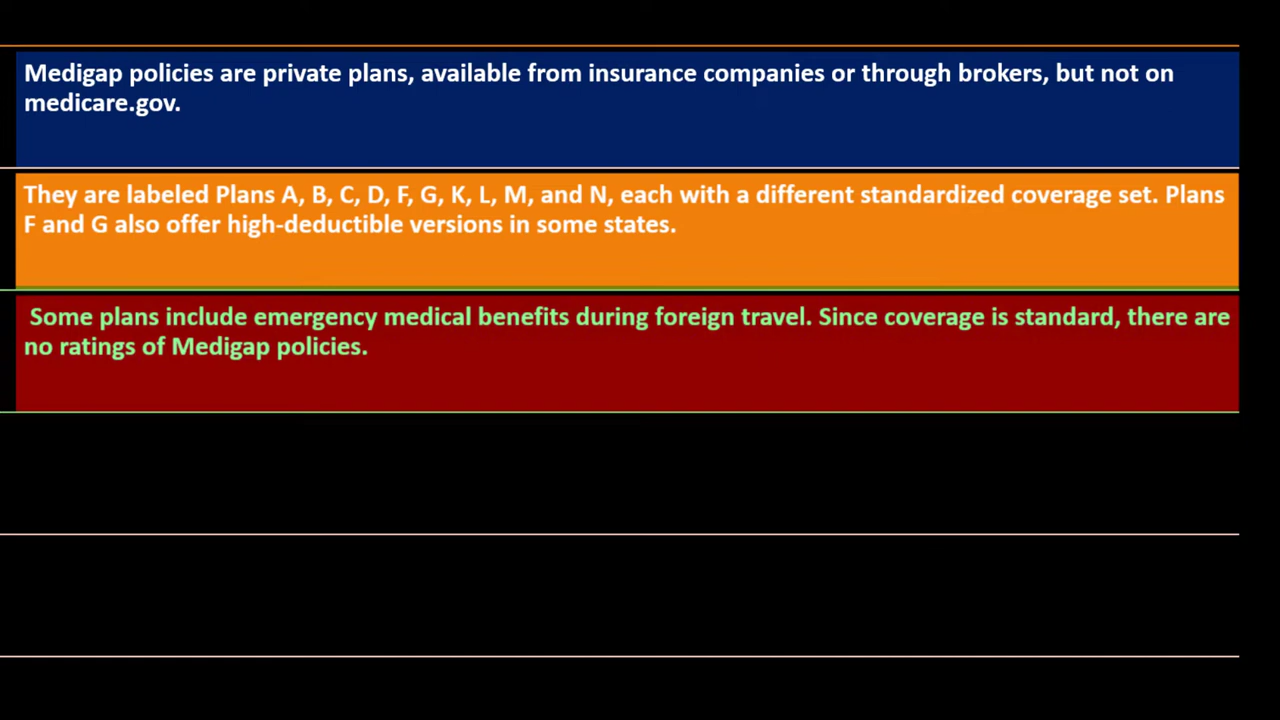 Medigap policies are private plans, available from insurance companies or through brokers, but not on
medicare.gov.
They are labeled Plans A, B, C, D, F, G, K, L, M, and N, each with a different standardized coverage set. Plans
F and G also offer high-deductible versions in some states.
Some plans include emergency medical benefits during foreign travel. Since coverage is standard, there are
no ratings of Medigap policies.